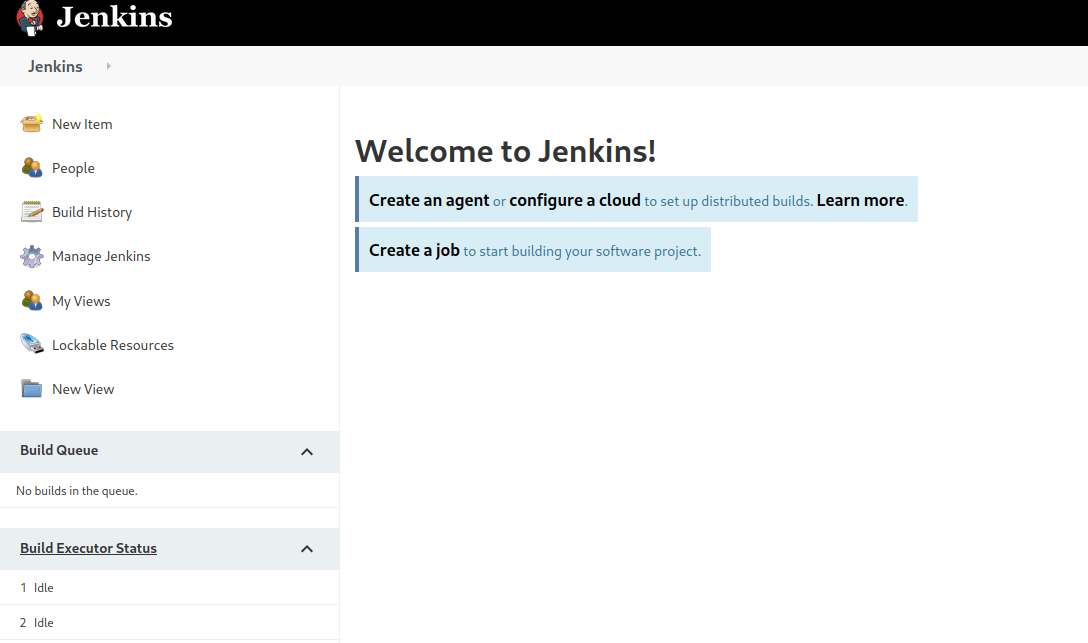 Jenkins
Jenkins
New Item
People
Build History
Manage Jenkins
My Views
Lockable Resources
New View
Build Queue
No builds in the queue.
Build Executor Status
1 Idle
2 Idle
Welcome to Jenkins!
Create an agent or configure a cloud to set up distributed builds. Learn more.
Create a job to start building your software project.